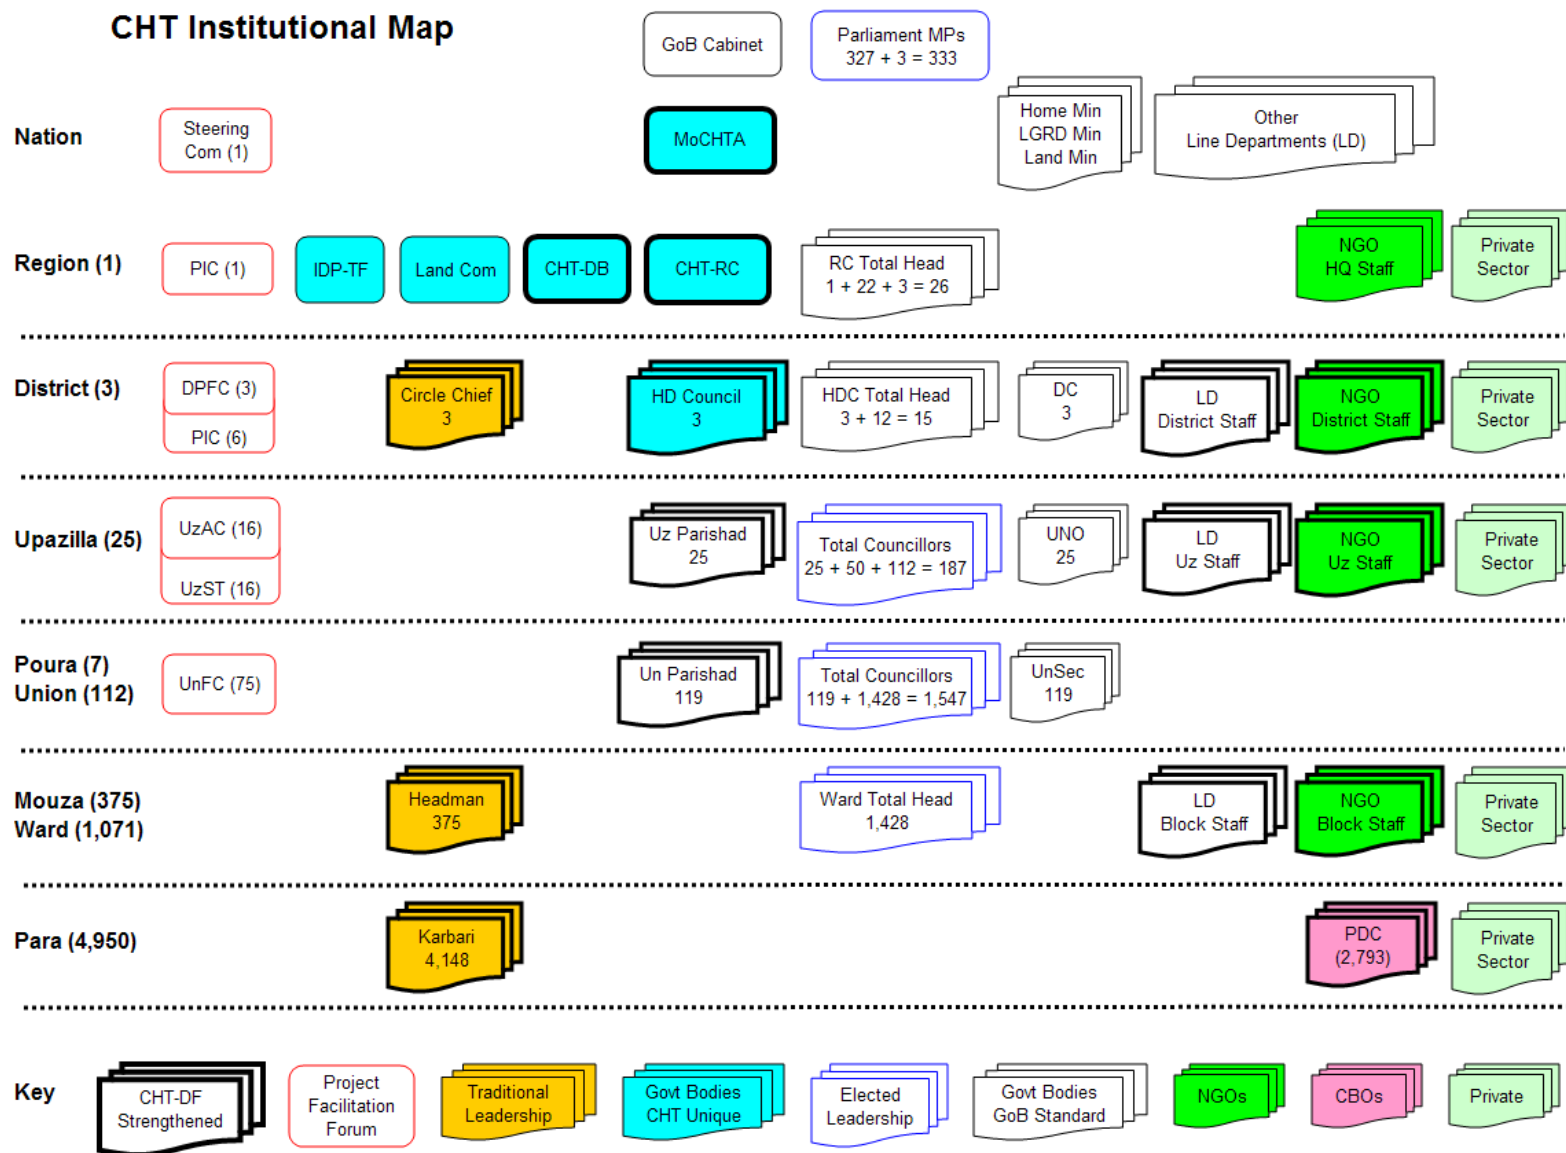 CHT Institutional Map
GoB Cabinet
Parliament MPs
327 + 3 = 333
Nation
Steering
Com (1)
MoCHTA
Home Min
LGRD Min
Land Min
Other
Line Departments (LD)
Region (1)
PIC (1)
IDP-TF
Land Com
CHT-DB
CHT-RC
RC Total Head
1 + 22 + 3 = 26
NGO
HQ Staff
Private
Sector
District (3)
DPFC (3)
PIC (6)
Circle Chief
3
HD Council
3
HDC Total Head
3 + 12 = 15
DC
3
LD
District Staff
NGO
District Staff
Private
Sector
Upazilla (25)
UzAC (16)
UzST (16)
Uz Parishad
25
Total Councillors
25 + 50 + 112 = 187
UNO
25
LD
Uz Staff
NGO
Uz Staff
Private
Sector
Poura (7)
Union (112)
UnFC (75)
Un Parishad
119
Total Councillors
119 + 1,428 = 1,547
UnSec
119
Mouza (375)
Ward (1,071)
Headman
375
Ward Total Head
1,428
LD
Block Staff
NGO
Block Staff
Private
Sector
Para (4,950)
Karbari
4,148
PDC
(2,793)
Private
Sector
Key
CHT-DF
Strengthened
Project
Facilitation
Forum
Traditional
Leadership
Govt Bodies
CHT Unique
Elected
Leadership
Govt Bodies
GoB Standard
NGOs
CBOs
Private